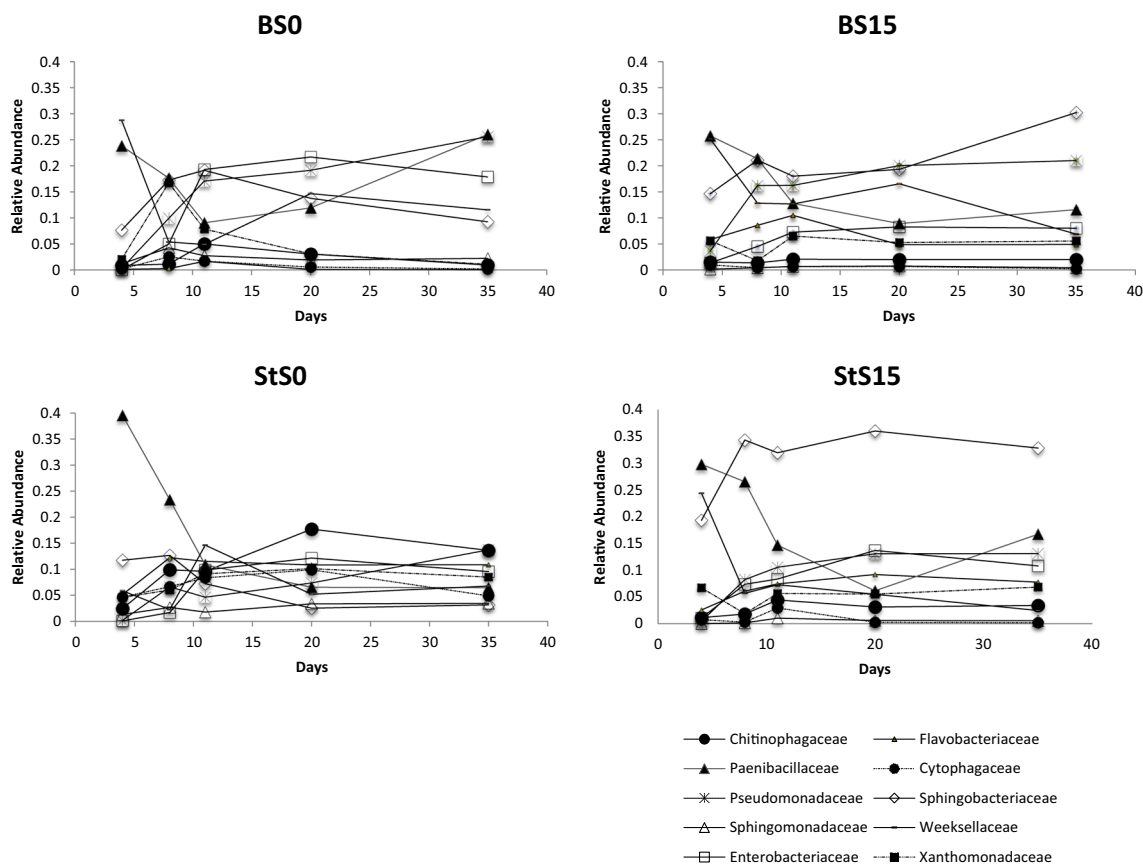 BS0
BS15
0.4
0.35
0.3
0.25
0.2
0.15
0.1
0.05
0
Relative Abundance
0 5 10 15 20 25 30 35 40
Days
0.4
0.35
0.3
0.25
0.2
0.15
0.1
0.05
0
Relative Abundance
0 5 10 15 20 25 30 35 40
Days
StS0
StS15
0.4
0.35
0.3
0.25
0.2
0.15
0.1
0.05
0
Relative Abundance
0 5 10 15 20 25 30 35 40
Days
0.4
0.35
0.3
0.25
0.2
0.15
0.1
0.05
0
Relative Abundance
0 10 20 30 40
Days
Chitinophagaceae Flavobacteriaceae
Paenibacillaceae Cytophagaceae
Pseudomonadaceae Sphingobacteriaceae
Sphingomonadaceae Weeksellaceae
Enterobacteriaceae Xanthomonadaceae